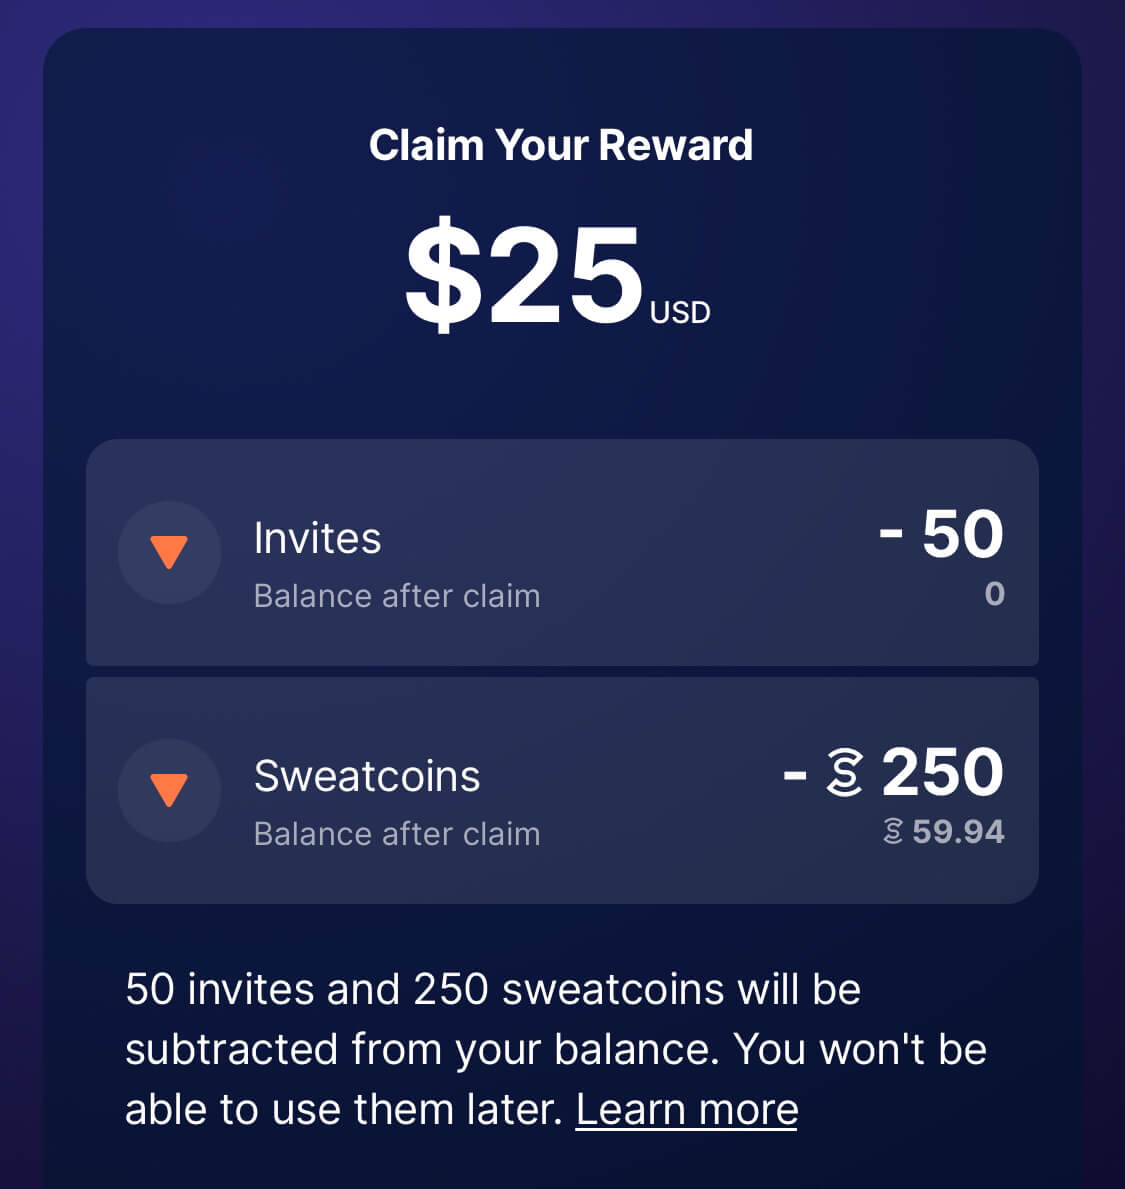 Claim Your Reward
$25 USD
Invites
- 50
Balance after claim
0
Sweatcoins
- 250
Balance after claim
59.94
50 invites and 250 sweatcoins will be
subtracted from your balance. You won't be
able to use them later. Learn more